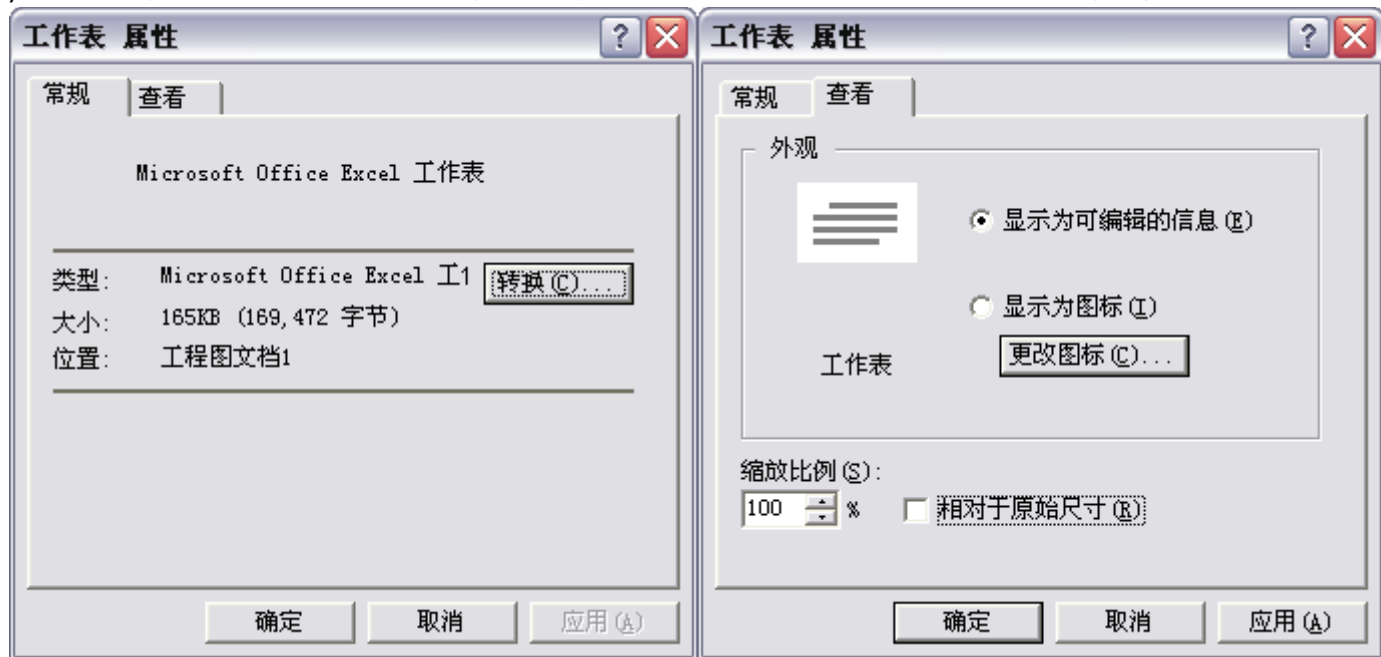 工作表 属性
常规 查看
Microsoft Office Excel 工作表
类型: Microsoft Office Excel 工1 转换(C)...
大小: 165KB (169,472 字节)
位置: 工程图文档1
确定 取消 应用(A)
工作表 属性
常规 查看
外观
显示为可编辑的信息(E)
显示为图标(I)
工作表 更改图标(C)...
缩放比例(S):
100 % 相对于原始尺寸(R)
确定 取消 应用(A)